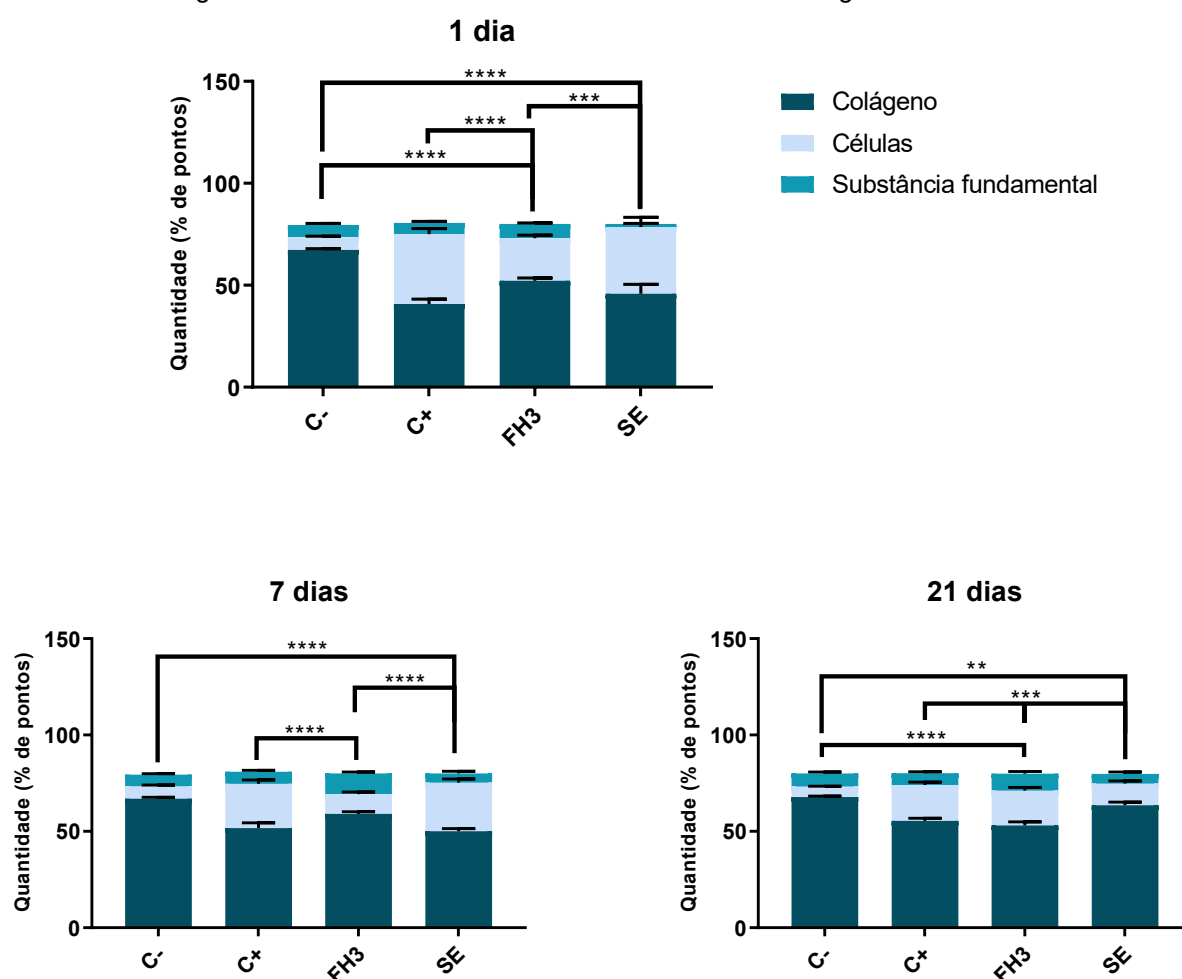 1 dia
150
100
50
0
Quantidade (% de pontos)
****
***
****
****
C-
C+
FH3
SE
Colágeno
Células
Substância fundamental
7 dias
150
100
50
0
Quantidade (% de pontos)
****
****
****
C-
C+
FH3
SE
21 dias
150
100
50
0
Quantidade (% de pontos)
**
***
****
C-
C+
FH3
SE